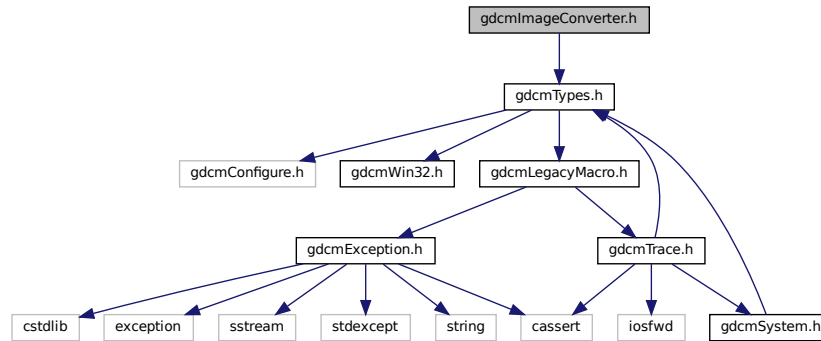 gdcmImageConverter.h
gdcmTypes.h
gdcmConfigure.h
gdcmWin32.h
gdcmLegacyMacro.h
gdcmException.h
gdcmTrace.h
cstdlib
exception
sstream
stdexcept
string
cassert
iosfwd
gdcmSystem.h